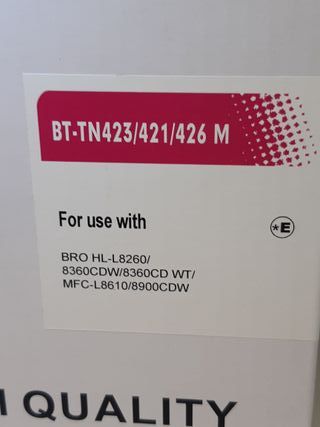 BT-TN423/421/426 M
For use with
*E
BRO HL-L8260/
8360CDW/8360CD WT/
MFC-L8610/8900CDW
QUALITY